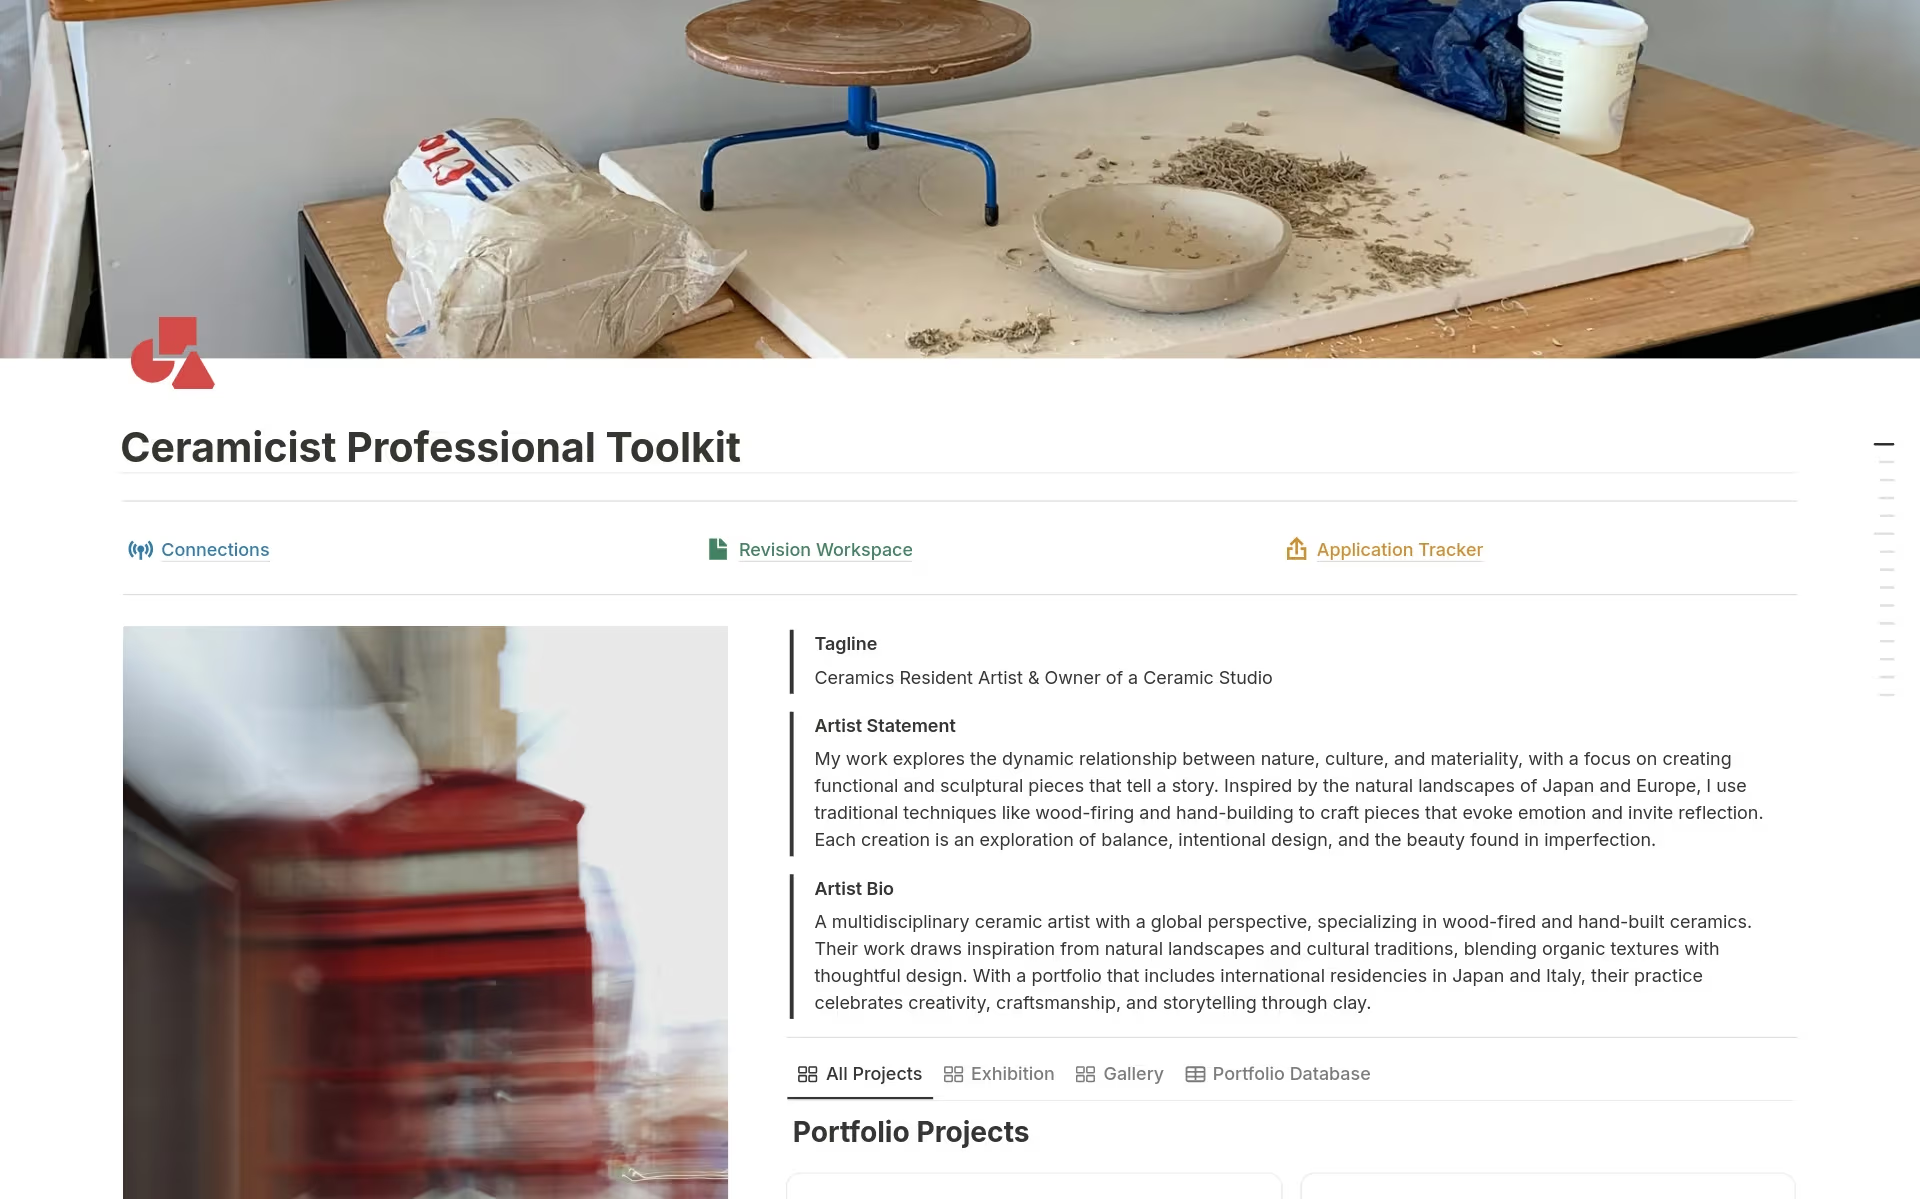 Ceramicist Professional Toolkit
Connections
Revision Workspace
Application Tracker
Tagline
Ceramics Resident Artist & Owner of a Ceramic Studio
Artist Statement
My work explores the dynamic relationship between nature, culture, and materiality, with a focus on creating
functional and sculptural pieces that tell a story. Inspired by the natural landscapes of Japan and Europe, I use
traditional techniques like wood-firing and hand-building to craft pieces that evoke emotion and invite reflection.
Each creation is an exploration of balance, intentional design, and the beauty found in imperfection.
Artist Bio
A multidisciplinary ceramic artist with a global perspective, specializing in wood-fired and hand-built ceramics.
Their work draws inspiration from natural landscapes and cultural traditions, blending organic textures with
thoughtful design. With a portfolio that includes international residencies in Japan and Italy, their practice
celebrates creativity, craftsmanship, and storytelling through clay.
All Projects
Exhibition
Gallery
Portfolio Database
Portfolio Projects